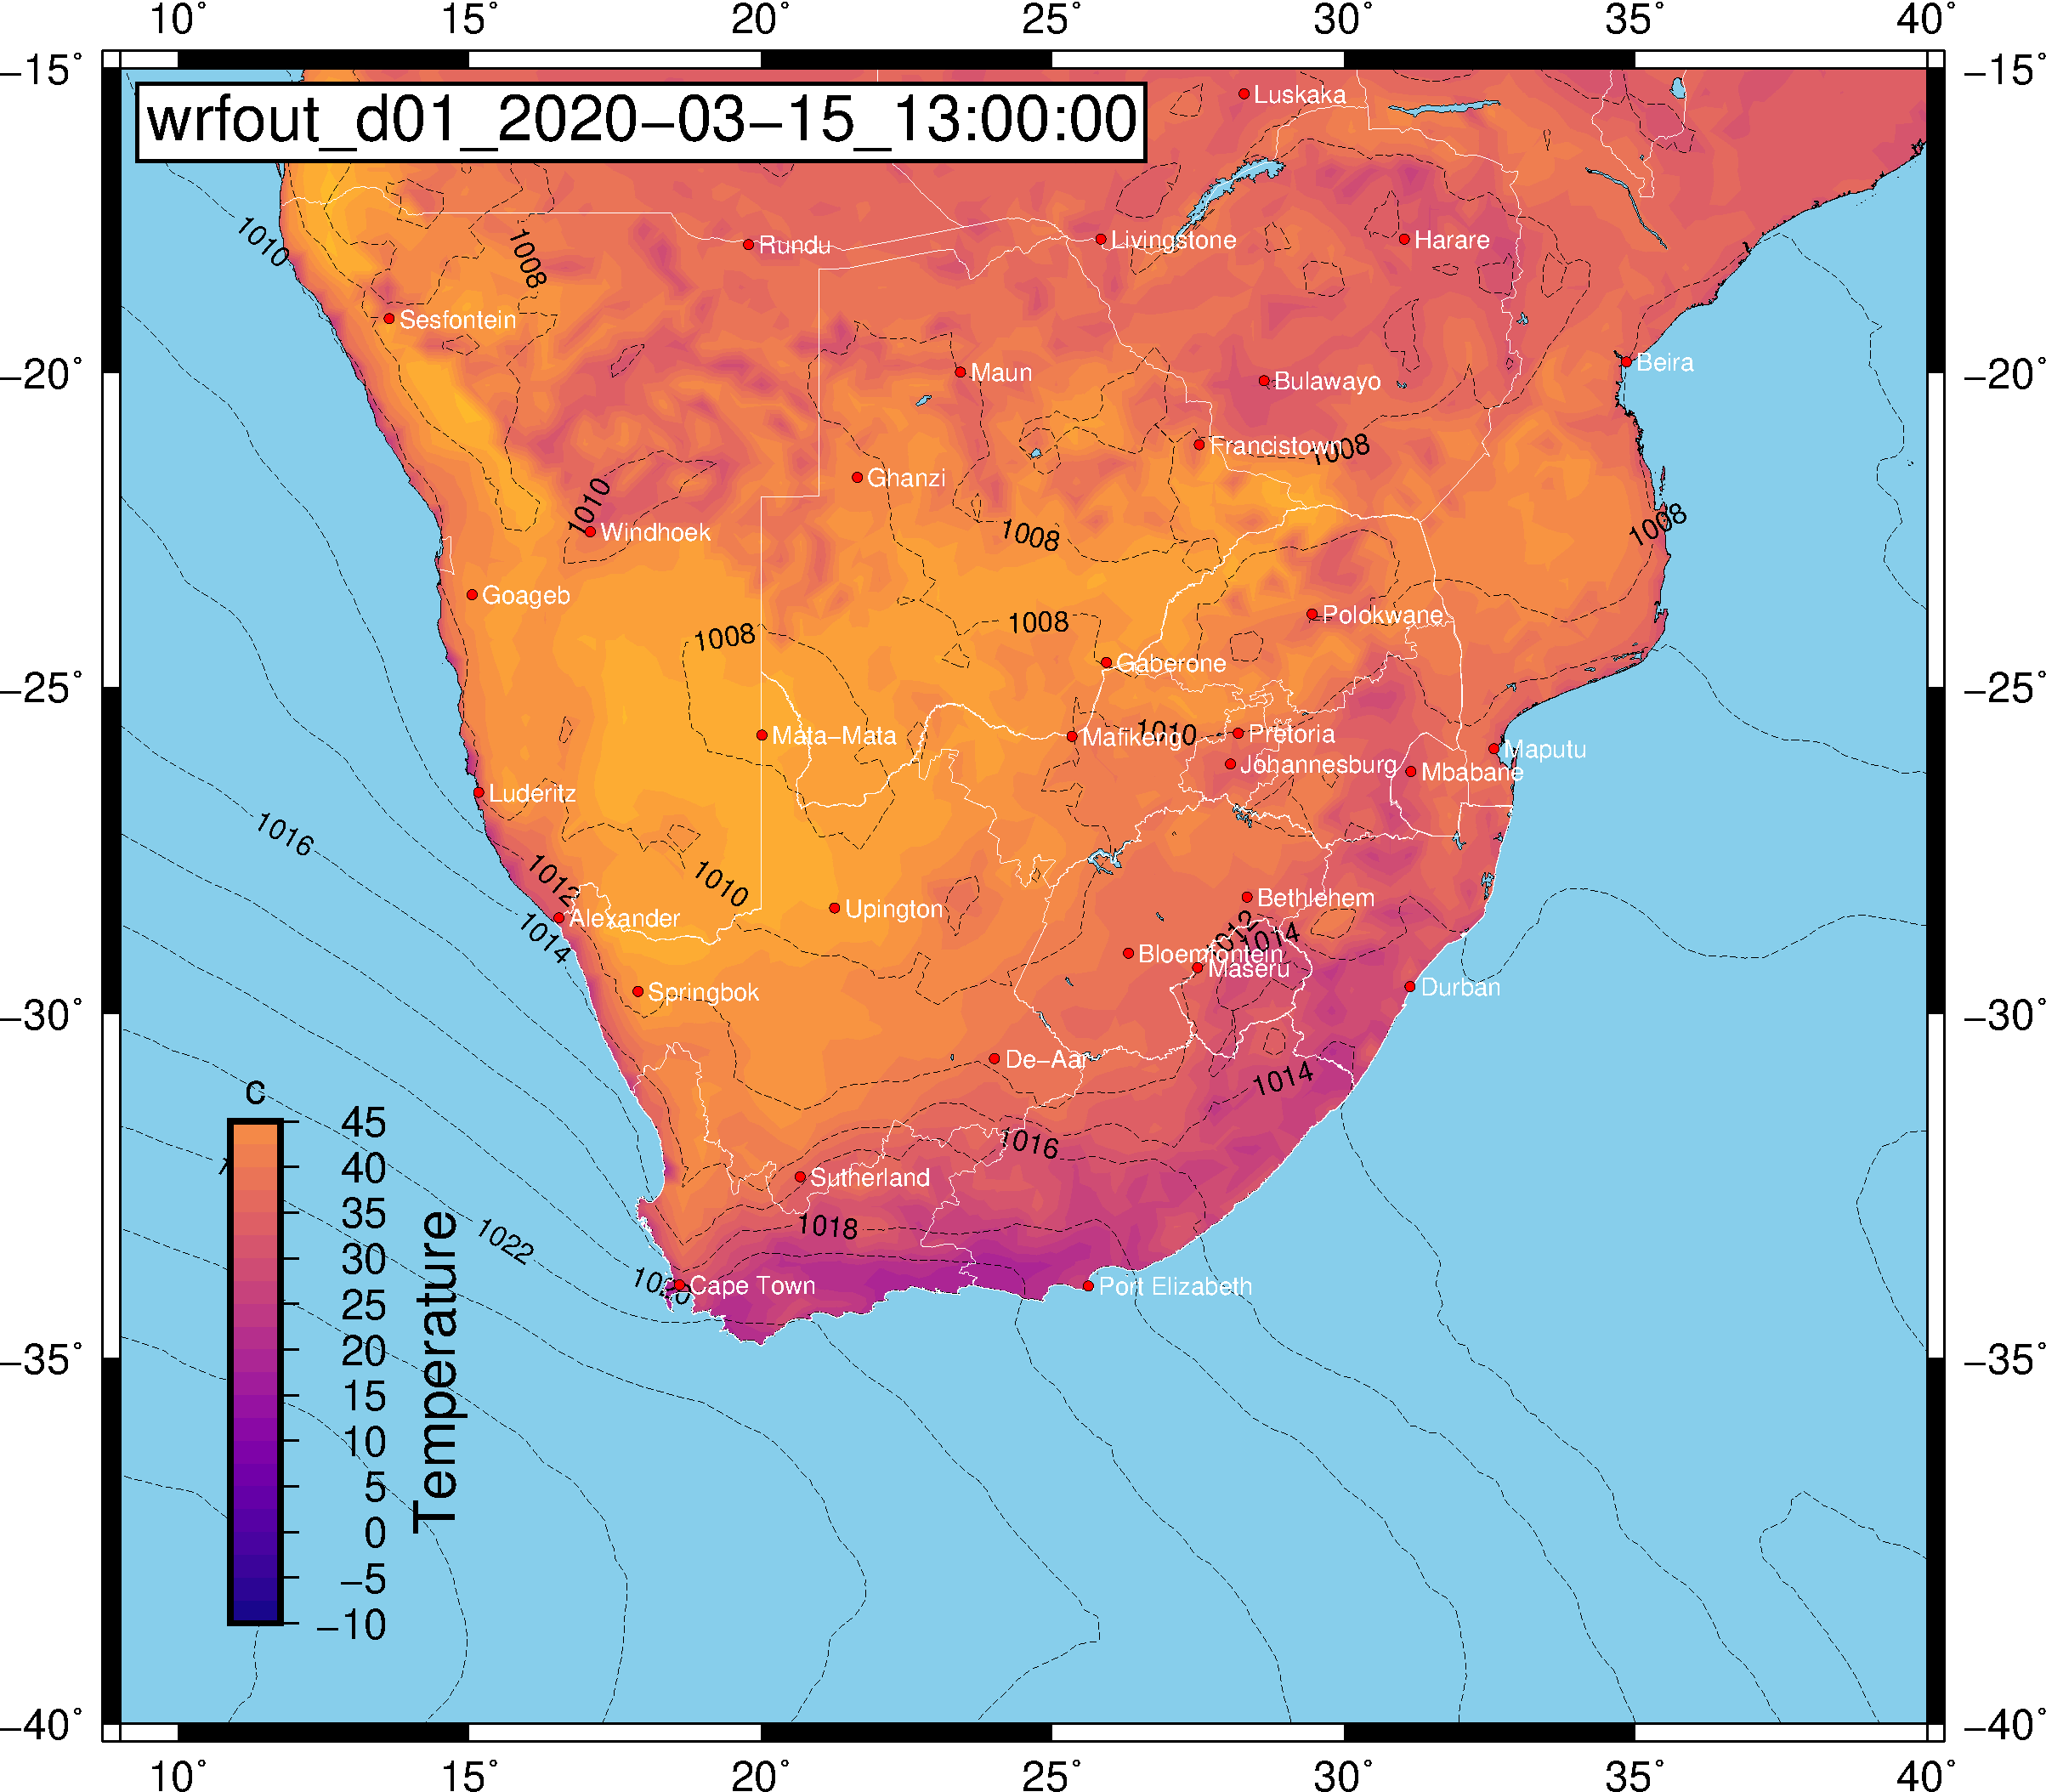 10° 15° 20° 25° 30° 35° 40°
−15° −15°
wrfout_d01_2020−03−15_13:00:00
Luskaka
1010
1008
Rundu
Livingstone
Harare
Sesfontein
−20° −20°
Maun
Bulawayo
Beira
Francistown
1008
Ghanzi
1010
Windhoek
1008
1008
Goageb
1008
1008
Polokwane
Gaberone
−25° −25°
Mata−Mata
Mafikeng
1010
Pretoria
Johannesburg
Mbabane
Maputu
Luderitz
1016
1012
1010
Alexander
1014
Upington
Bethlehem
1012
1014
Bloemfontein
Maseru
Springbok
Durban
−30° −30°
De−Aar
1014
1016
Sutherland
1018
1022
1020
Cape Town
Port Elizabeth
−35° −35°
C
45
40
35
30
25
20
15
10
5
0
−5
−10
Temperature
−40° −40°
10° 15° 20° 25° 30° 35° 40°